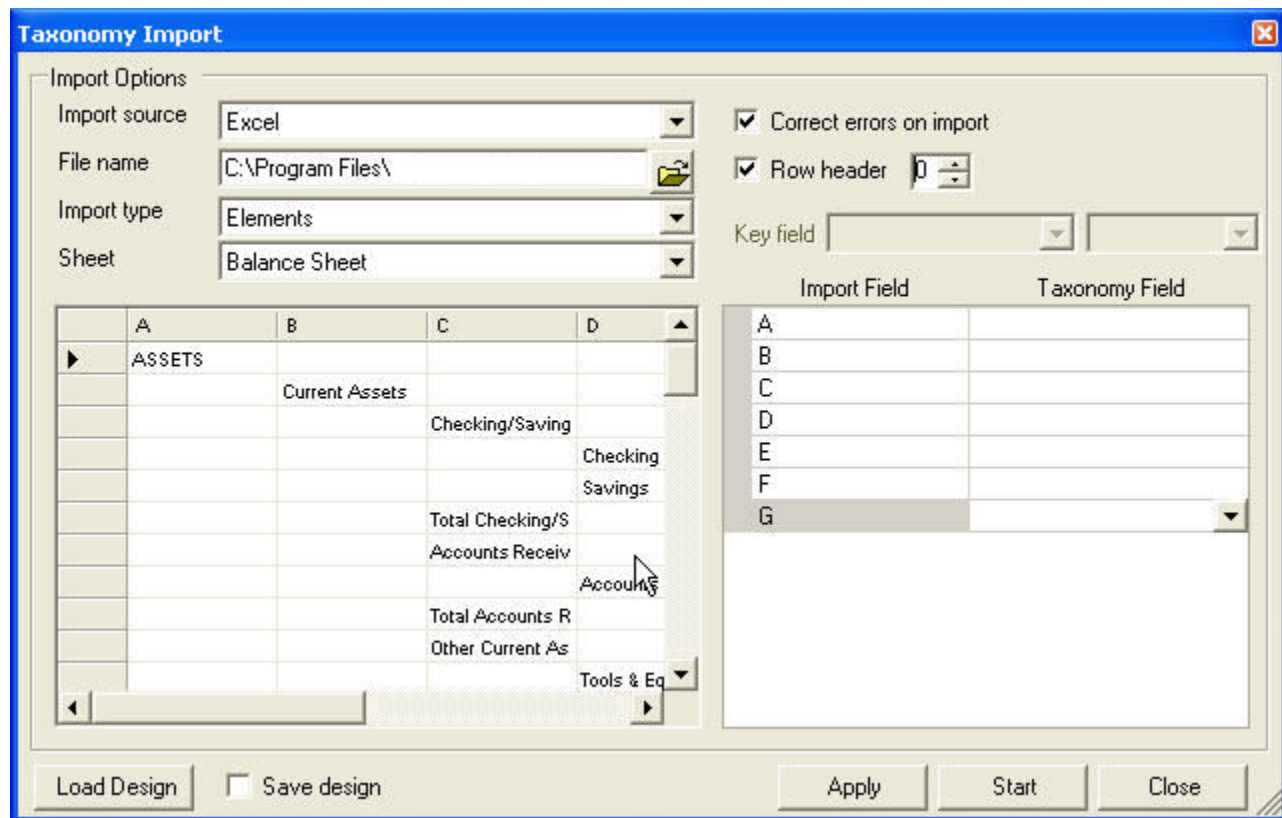 Taxonomy Import
Import Options
Import source Excel
Correct errors on import
File name C:\Program Files\
Row header 0
Import type Elements
Key field
Sheet Balance Sheet
Import Field Taxonomy Field
A B C D
ASSETS
Current Assets
Checking/Saving
Checking
Savings
Total Checking/S
Accounts Receiv
Accounts
Total Accounts R
Other Current As
Tools & Eq
A
B
C
D
E
F
G
Load Design Save design Apply Start Close